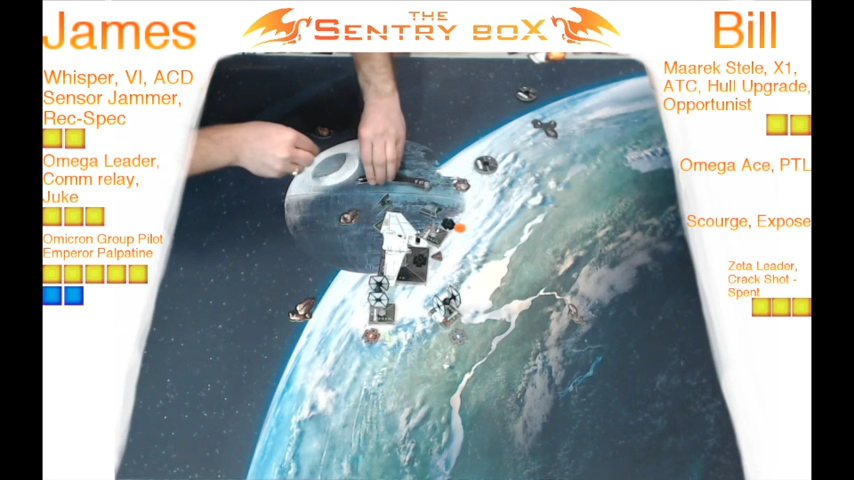 James
THE
SENTRY BOX
Bill
Whisper, VI, ACD
Sensor Jammer,
Rec-Spec
Omega Leader,
Comm relay,
Juke
Omicron Group Pilot
Emperor Palpatine
Maarek Stele, X1,
ATC, Hull Upgrade,
Opportunist
Omega Ace, PTL
Scourge, Expose
Zeta Leader,
Crack Shot -
Spent